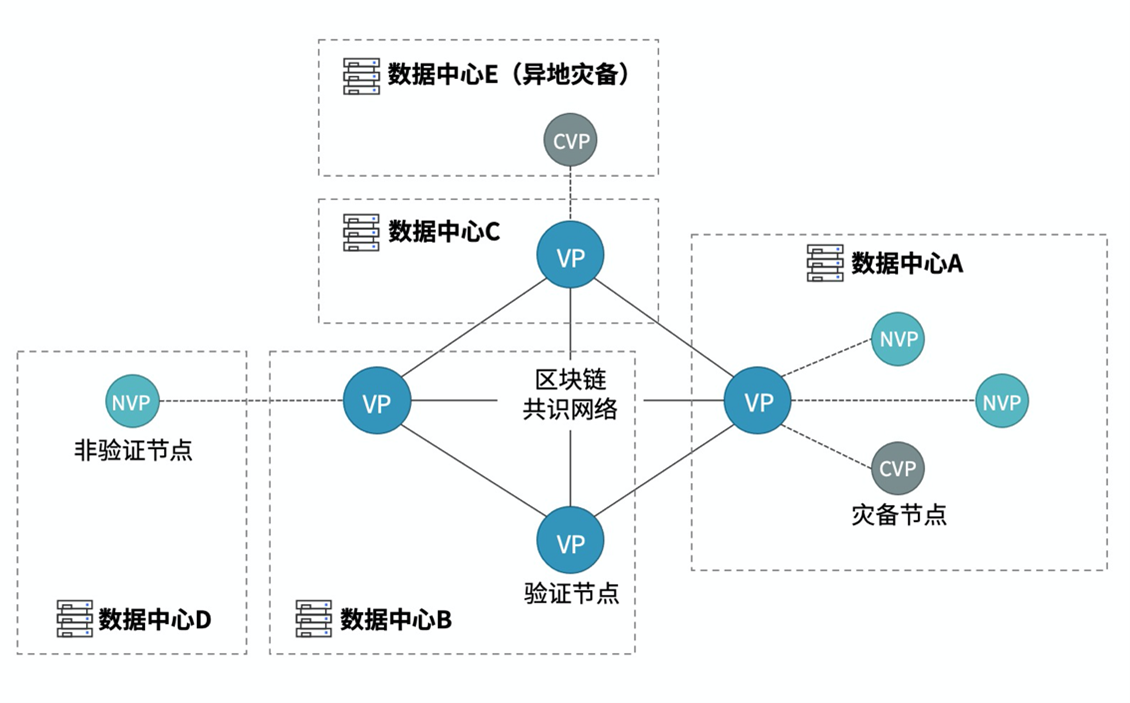 数据中心E（异地灾备）
CVP
数据中心C
VP
数据中心A
NVP
NVP
CVP
灾备节点
VP
区块链
共识网络
VP
NVP
非验证节点
VP
验证节点
数据中心D
数据中心B